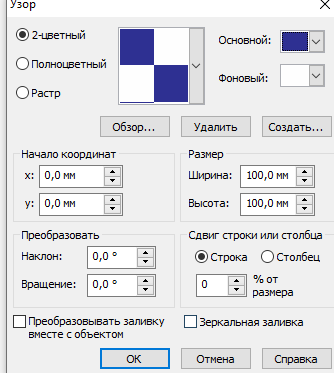 Узор
2-цветный
Основной:
Полноцветный
Фоновый:
Растр
Обзор... Удалить Создать...
Начало координат Размер
x: 0,0 мм Ширина: 100,0 мм
y: 0,0 мм Высота: 100,0 мм
Преобразовать Сдвиг строки или столбца
Наклон: 0,0 ° Строка Столбец
Вращение: 0,0 ° 0 % от
размера
Преобразовывать заливку
вместе с объектом
Зеркальная заливка
ОК Отмена Справка